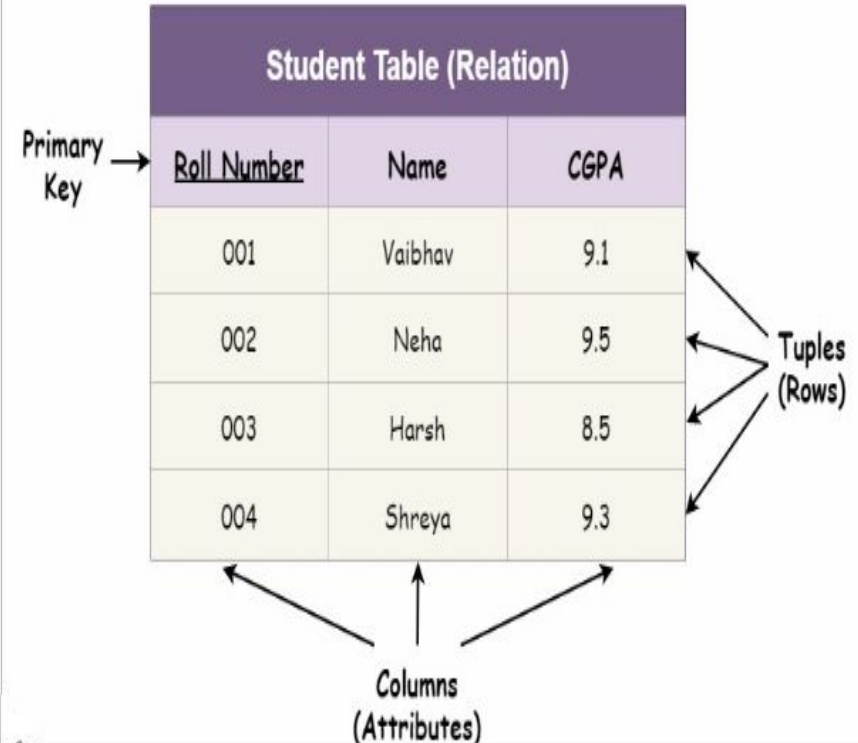 Student Table (Relation)
Primary
Key
Roll Number Name CGPA
001 Vaibhav 9.1
002 Neha 9.5
003 Harsh 8.5
004 Shreya 9.3
Tuples
(Rows)
Columns
(Attributes)